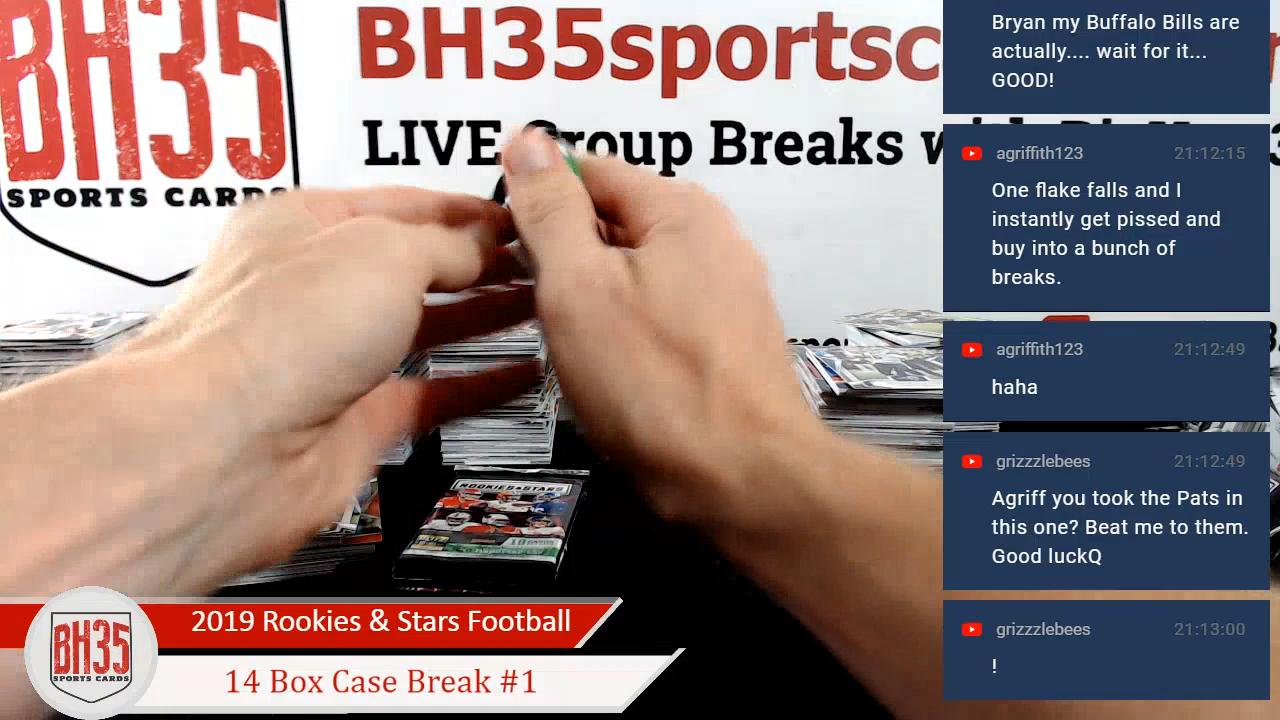 BH35
SPORTS CARDS
BH35sportsc
LIVE Group Breaks w
ROOKIES & STARS
2019 Rookies & Stars Football
14 Box Case Break #1
BH35
SPORTS CARDS
Bryan my Buffalo Bills are
actually.... wait for it...
GOOD!
agriffith123 21:12:15
One flake falls and I
instantly get pissed and
buy into a bunch of
breaks.
agriffith123 21:12:49
haha
grizzzlebees 21:12:49
Agriff you took the Pats in
this one? Beat me to them.
Good luckQ
grizzzlebees 21:13:00
!